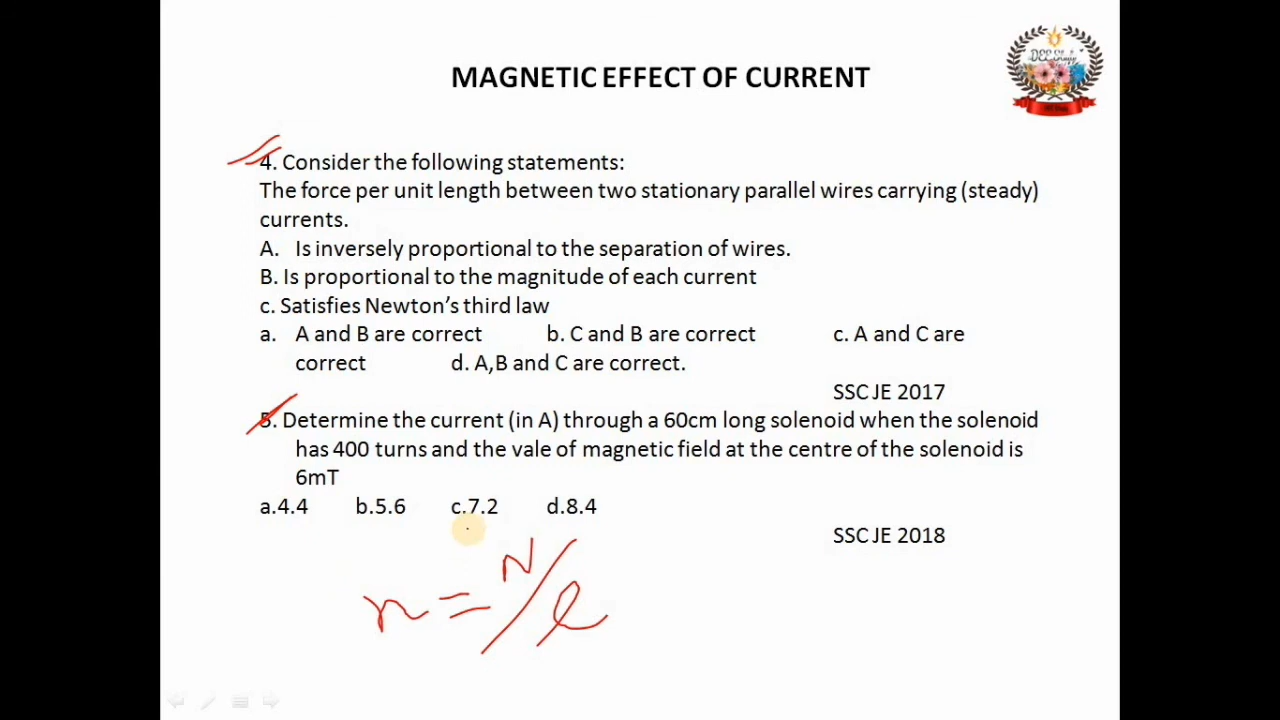 MAGNETIC EFFECT OF CURRENT
4. Consider the following statements:
The force per unit length between two stationary parallel wires carrying (steady)
currents.
A. Is inversely proportional to the separation of wires.
B. Is proportional to the magnitude of each current
c. Satisfies Newton's third law
a. A and B are correct b. C and B are correct c. A and C are
correct d. A,B and C are correct.
SSC JE 2017
5. Determine the current (in A) through a 60cm long solenoid when the solenoid
has 400 turns and the vale of magnetic field at the centre of the solenoid is
6mT
a.4.4 b.5.6 c.7.2 d.8.4
SSC JE 2018
n = N/l